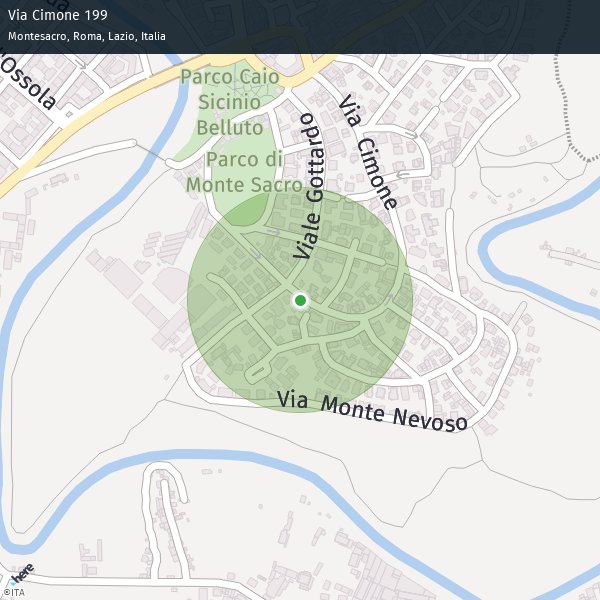 Via Cimone 199
Montesacro, Roma, Lazio, Italia
l'Ossola
Parco Caio
Sicinio
Belluto
Via Cimone
Parco di
Monte Sacro
Viale Gottardo
Via Monte Nevoso
here
©ITA